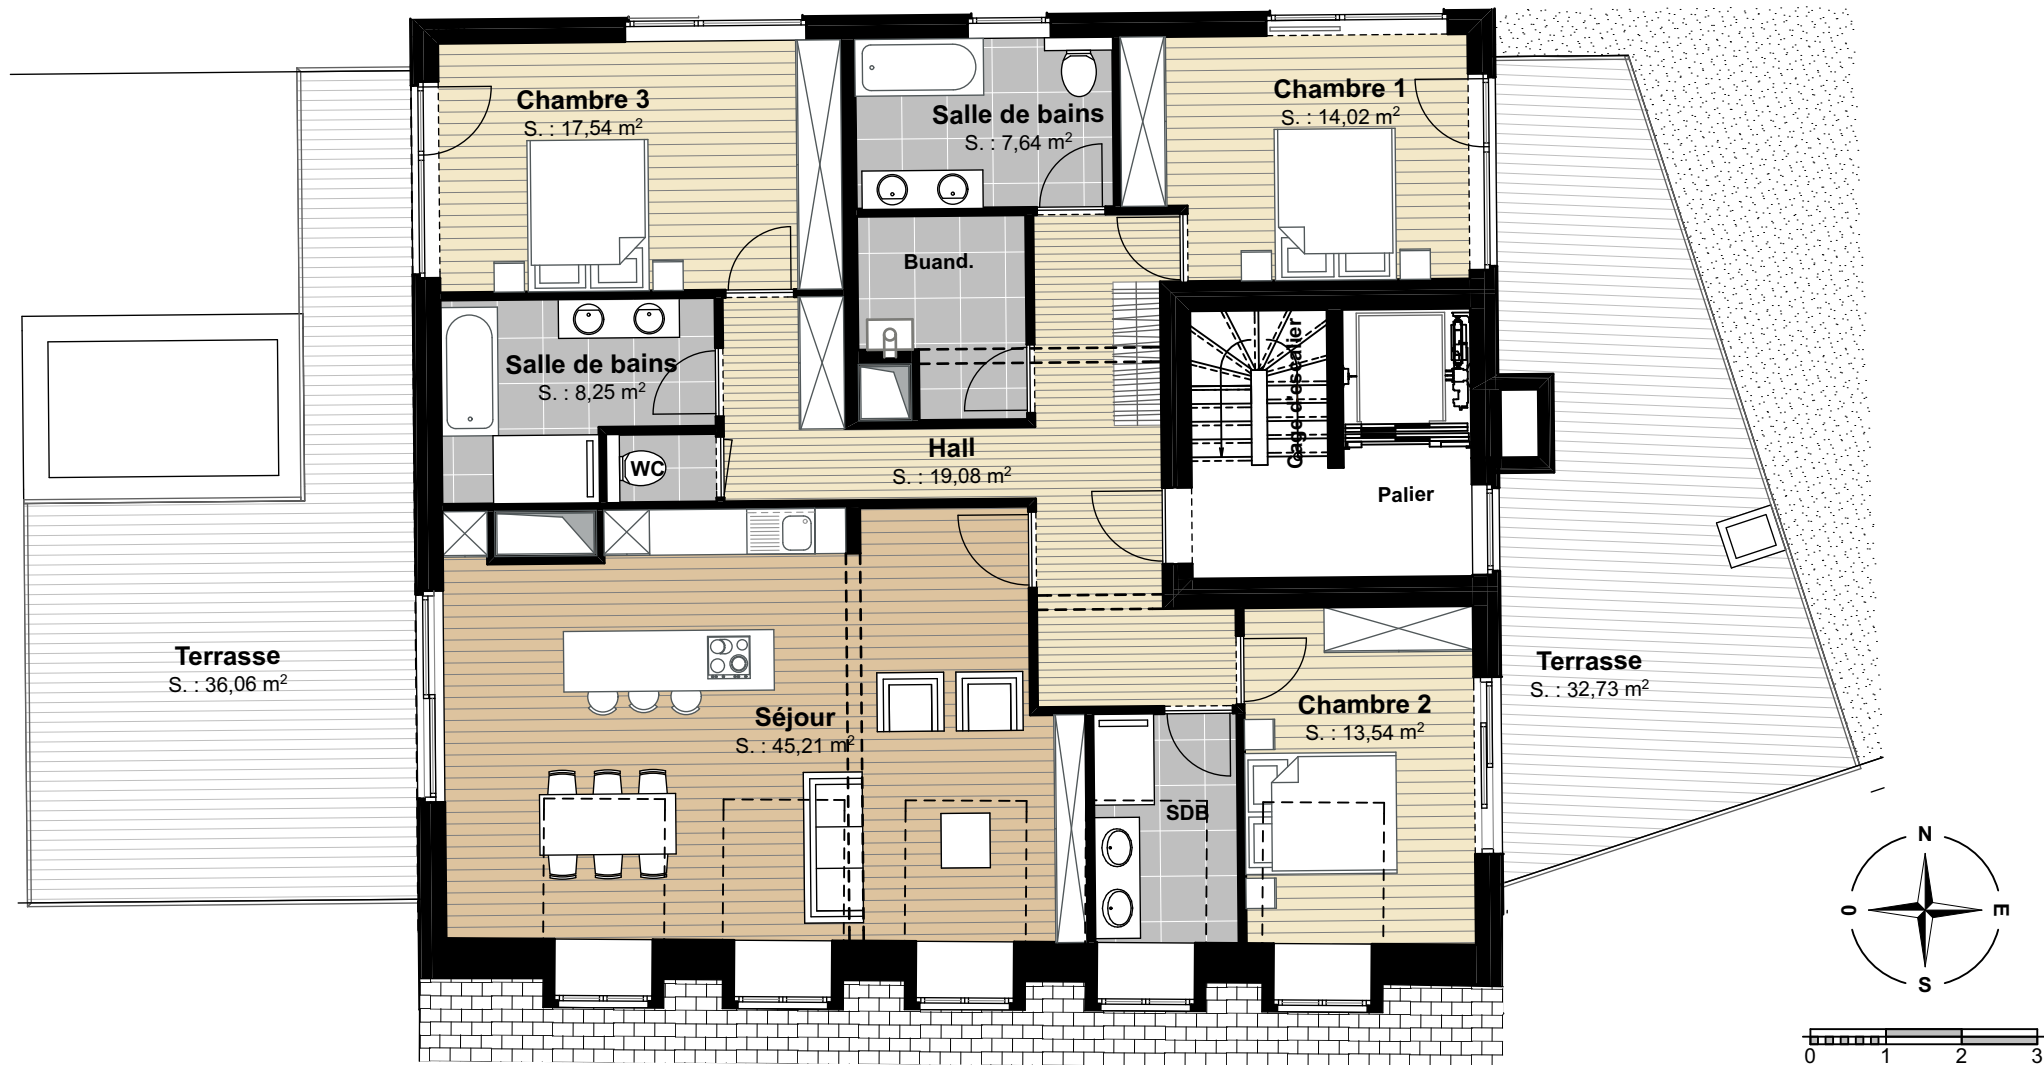 Chambre 3
S. : 17,54 m²
Salle de bains
S. : 7,64 m²
Chambre 1
S. : 14,02 m²
Buand.
Salle de bains
S. : 8,25 m²
Cage d'escalier
WC
Hall
S. : 19,08 m²
Palier
Terrasse
S. : 36,06 m²
Séjour
S. : 45,21 m²
Chambre 2
S. : 13,54 m²
Terrasse
S. : 32,73 m²
SDB
N
O
E
S
0 1 2 3